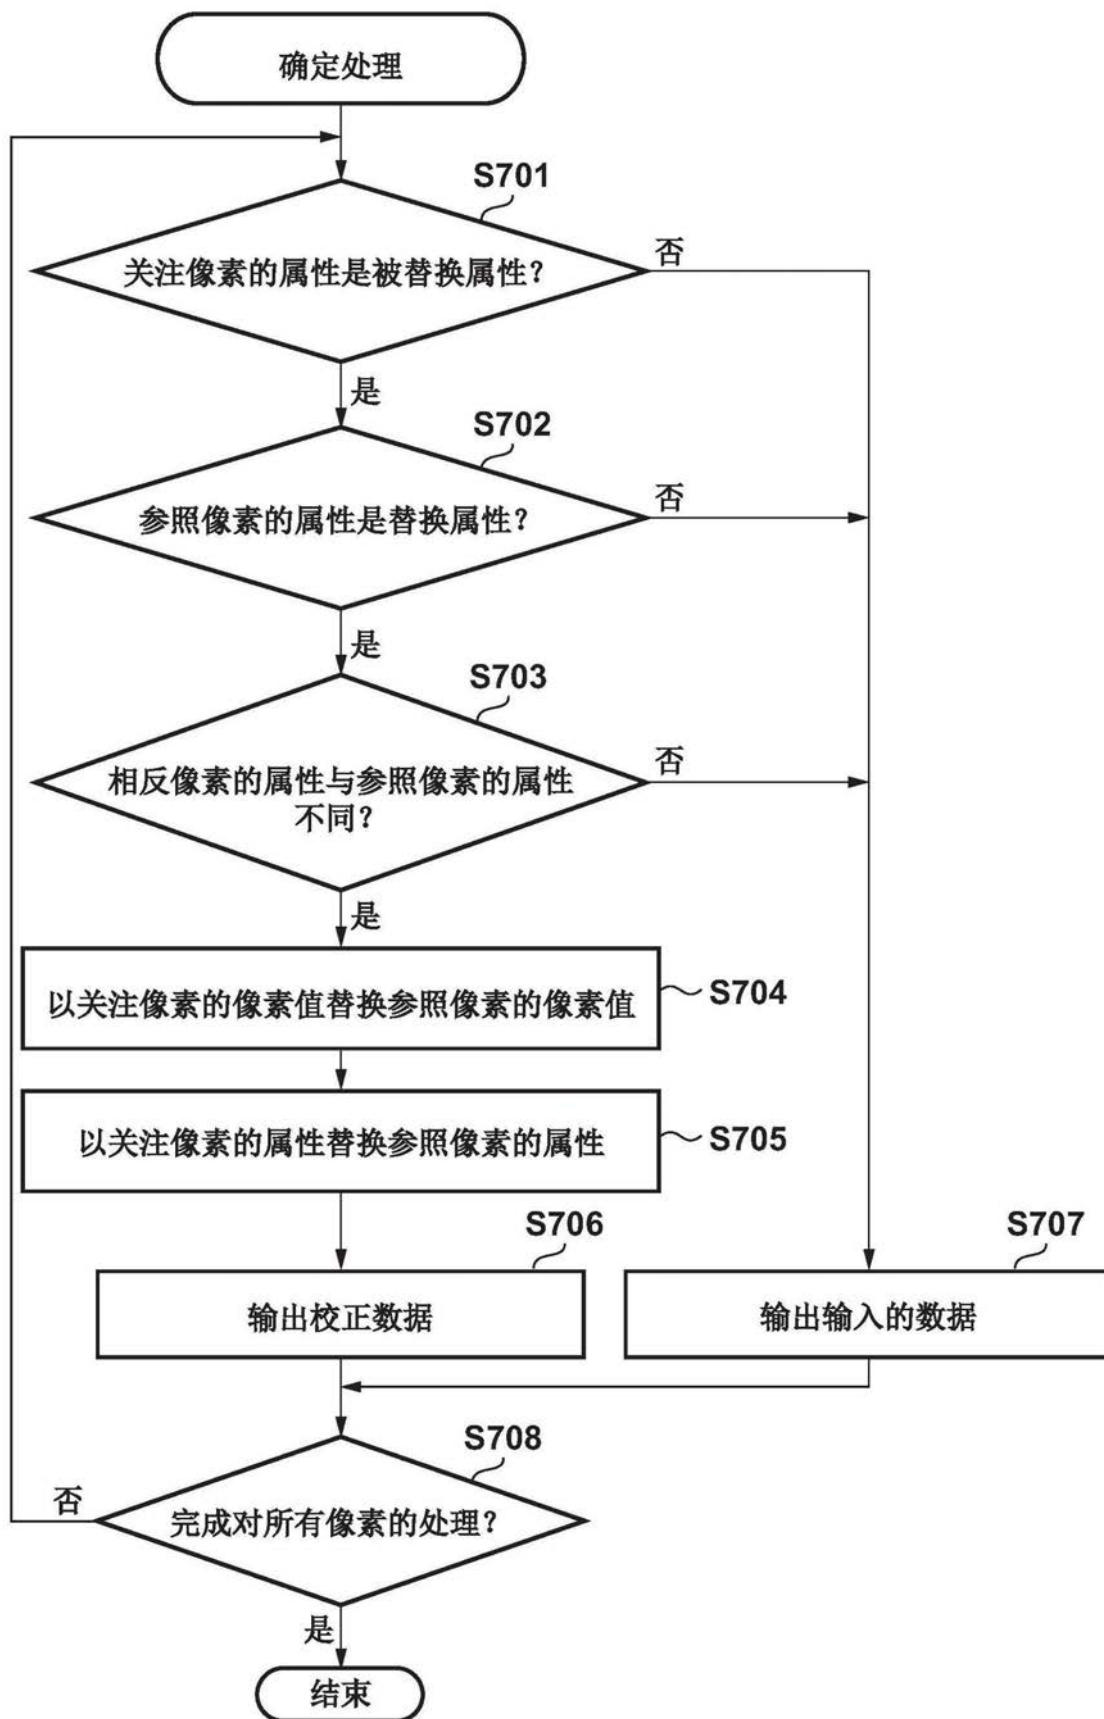 确定处理
S701
关注像素的属性是被替换属性？
否
是
S702
参照像素的属性是替换属性？
否
是
S703
相反像素的属性与参照像素的属性
不同？
否
是
以关注像素的像素值替换参照像素的像素值
S704
以关注像素的属性替换参照像素的属性
S705
S706
输出校正数据
S707
输出输入的数据
S708
完成对所有像素的处理？
否
是
结束